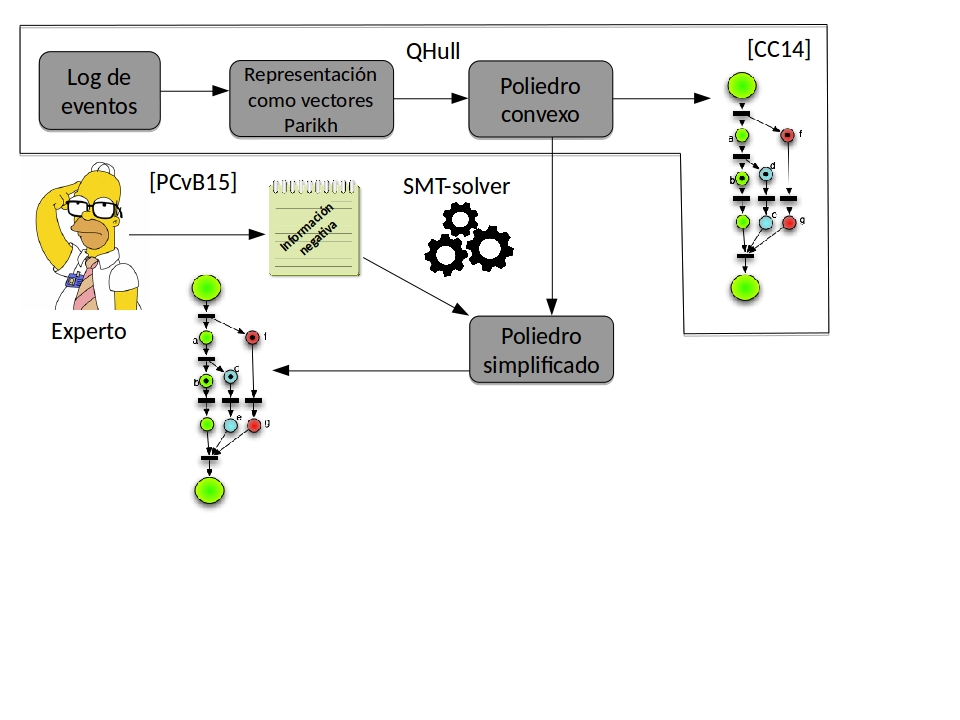 QHull
[CC14]
Log de
eventos
Representación
como vectores
Parikh
Poliedro
convexo
a
f
d
b
c
g
[PCvB15]
SMT-solver
Información
negativa
Experto
Poliedro
simplificado
a
f
c
b
e
g